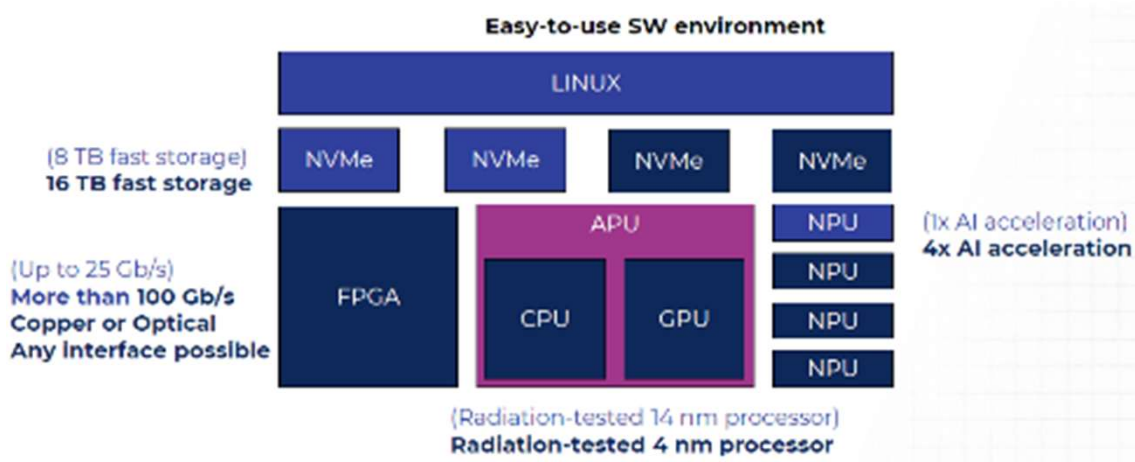 Easy-to-use SW environment
LINUX
(8 TB fast storage)
16 TB fast storage
NVMe
NVMe
NVMe
NVMe
(Up to 25 Gb/s)
More than 100 Gb/s
Copper or Optical
Any interface possible
FPGA
APU
CPU
GPU
NPU
NPU
NPU
NPU
(1x AI acceleration)
4x AI acceleration
(Radiation-tested 14 nm processor)
Radiation-tested 4 nm processor